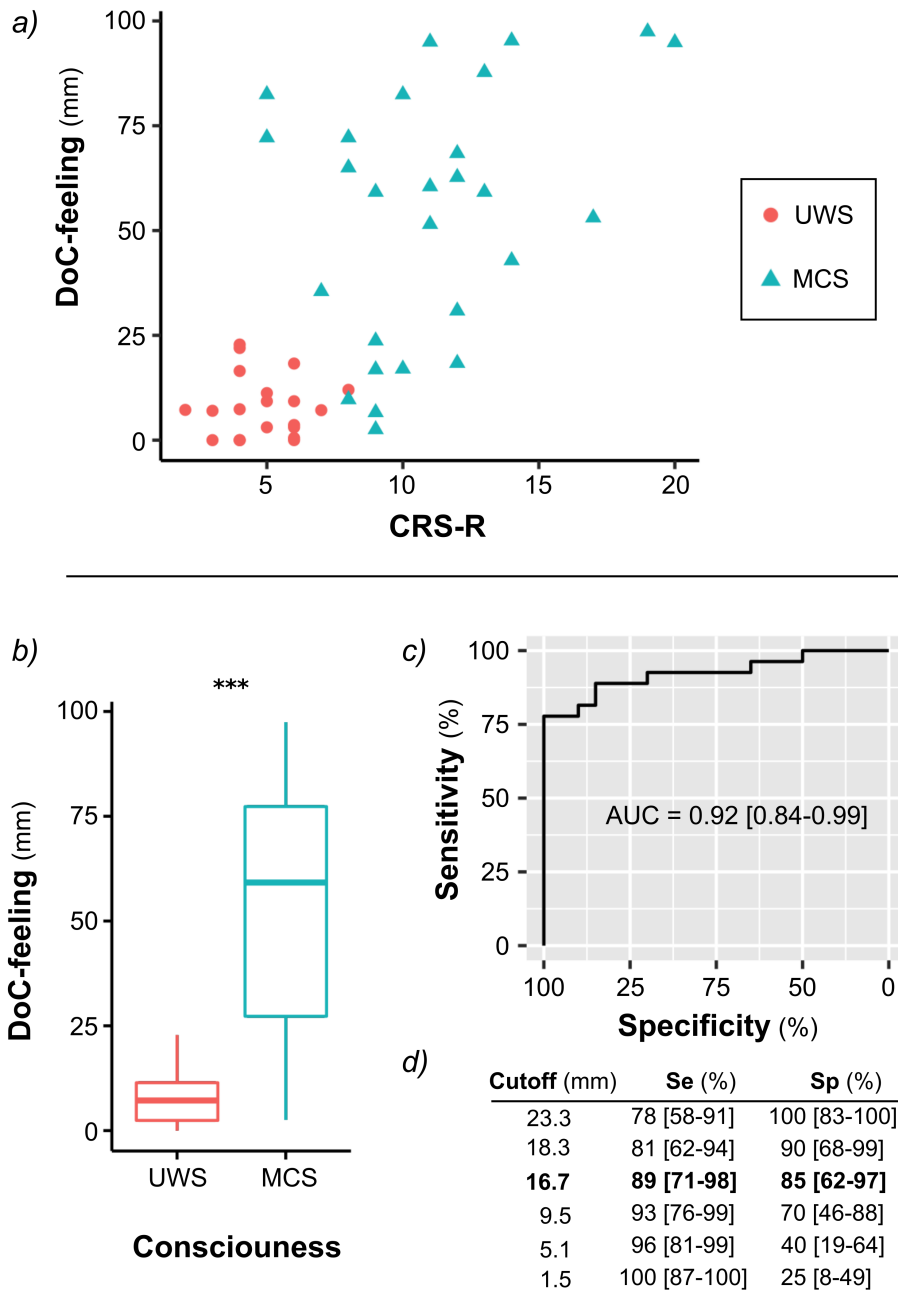 a)
100
75
50
25
0
DoC-feeling (mm)
5
10
15
20
CRS-R
UWS
MCS
b)
***
100
75
50
25
0
DoC-feeling (mm)
UWS
MCS
Consciouness
c)
100
75
50
25
0
Sensitivity (%)
AUC = 0.92 [0.84-0.99]
100
25
75
50
0
Specificity (%)
d)
Cutoff (mm) Se (%) Sp (%)
23.3 78 [58-91] 100 [83-100]
18.3 81 [62-94] 90 [68-99]
16.7 89 [71-98] 85 [62-97]
9.5 93 [76-99] 70 [46-88]
5.1 96 [81-99] 40 [19-64]
1.5 100 [87-100] 25 [8-49]